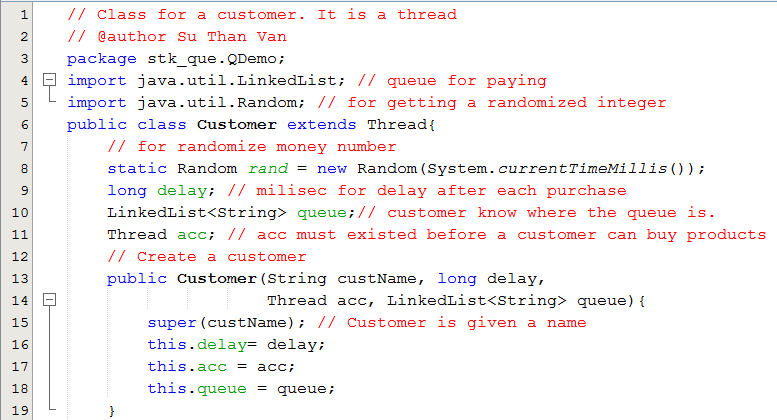 1 // Class for a customer. It is a thread
2 // @author Su Than Van
3 package stk_que.QDemo;
4 import java.util.LinkedList; // queue for paying
5 import java.util.Random; // for getting a randomized integer
6 public class Customer extends Thread{
7 // for randomize money number
8 static Random rand = new Random(System.currentTimeMillis());
9 long delay; // milisec for delay after each purchase
10 LinkedList<String> queue;// customer know where the queue is.
11 Thread acc; // acc must existed before a customer can buy products
12 // Create a customer
13 public Customer(String custName, long delay,
14 Thread acc, LinkedList<String> queue){
15 super(custName); // Customer is given a name
16 this.delay= delay;
17 this.acc = acc;
18 this.queue = queue;
19 }